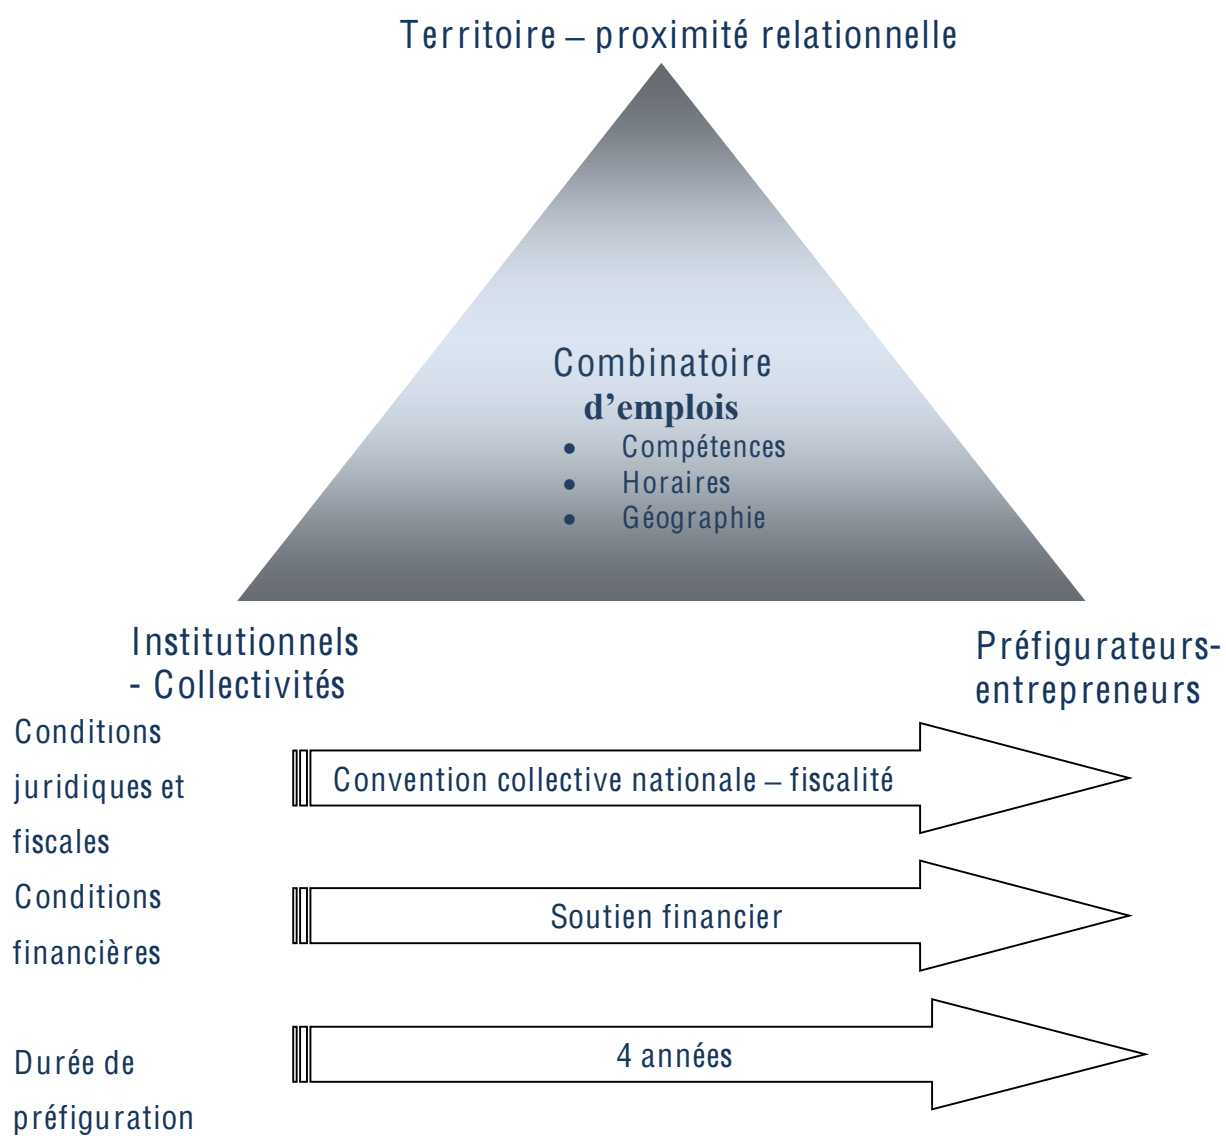 Territoire – proximité relationnelle
Combinatoire
d’emplois
• Compétences
• Horaires
• Géographie
Institutionnels
- Collectivités
Préfigurateurs-
entrepreneurs
Conditions
juridiques et
fiscales
Convention collective nationale – fiscalité
Conditions
financières
Soutien financier
Durée de
préfiguration
4 années